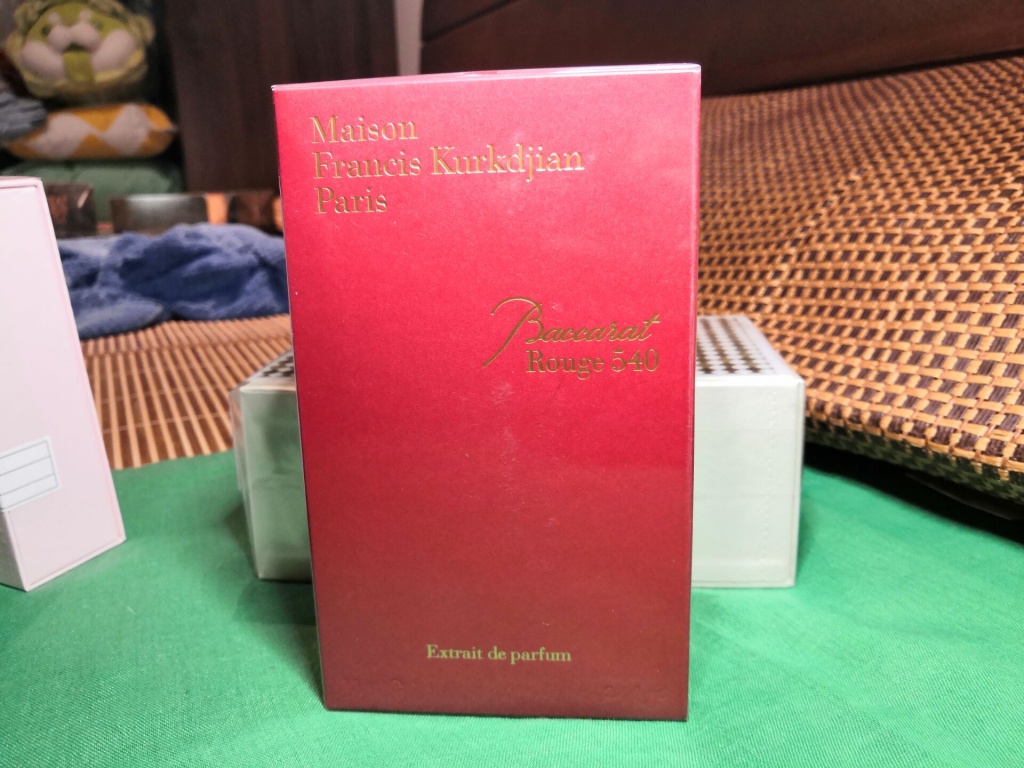 Maison
Francis Kurkdjian
Paris
Baccarat
Rouge 540
Extrait de parfum